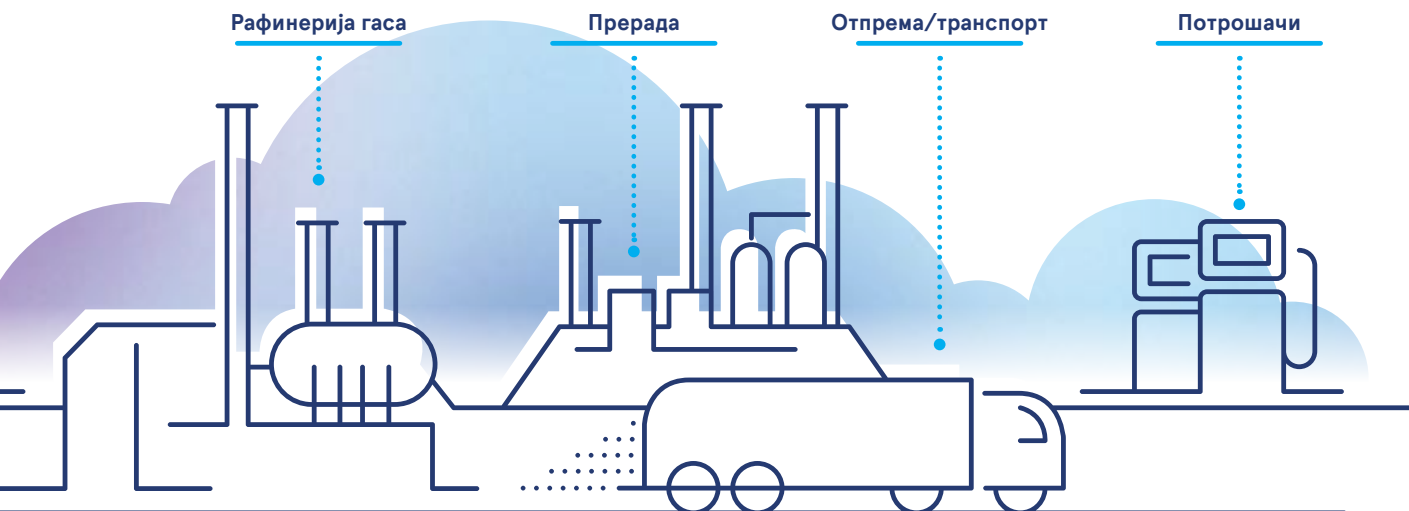 Рафинерија гаса
Прерада
Отпрема/транспорт
Потрошачи